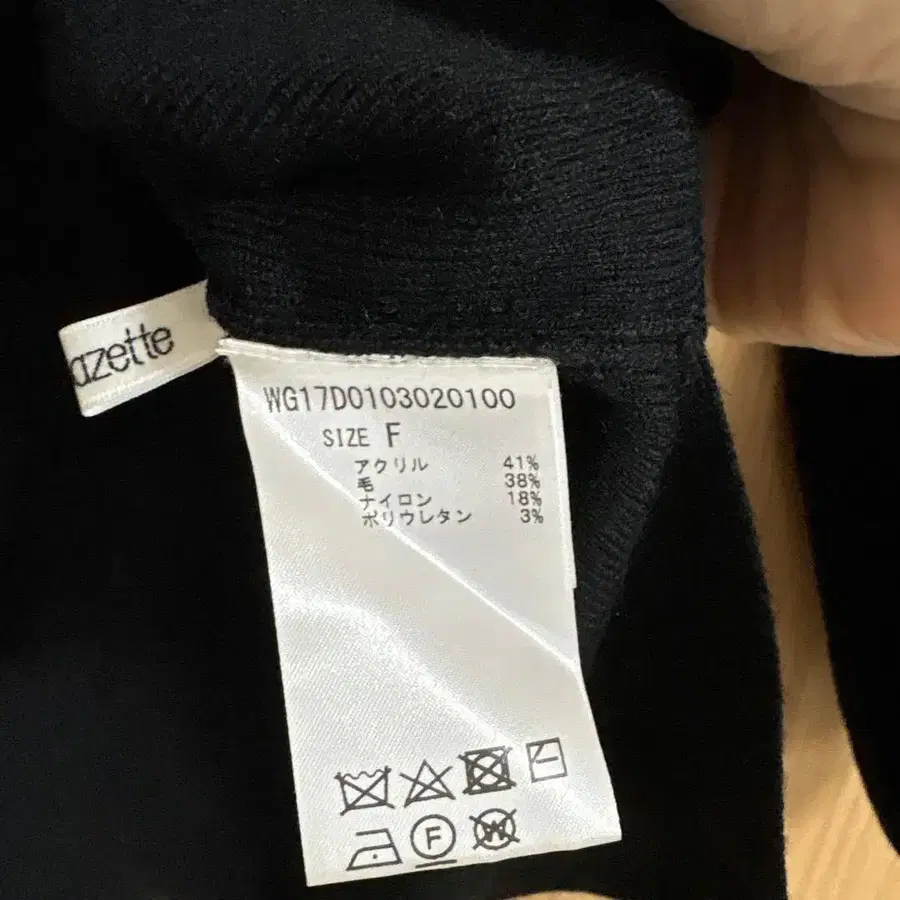 azette
WG17D0103020100
SIZE F
アクリル 41%
毛 38%
ナイロン 18%
ポリウレタン 3%
F
W